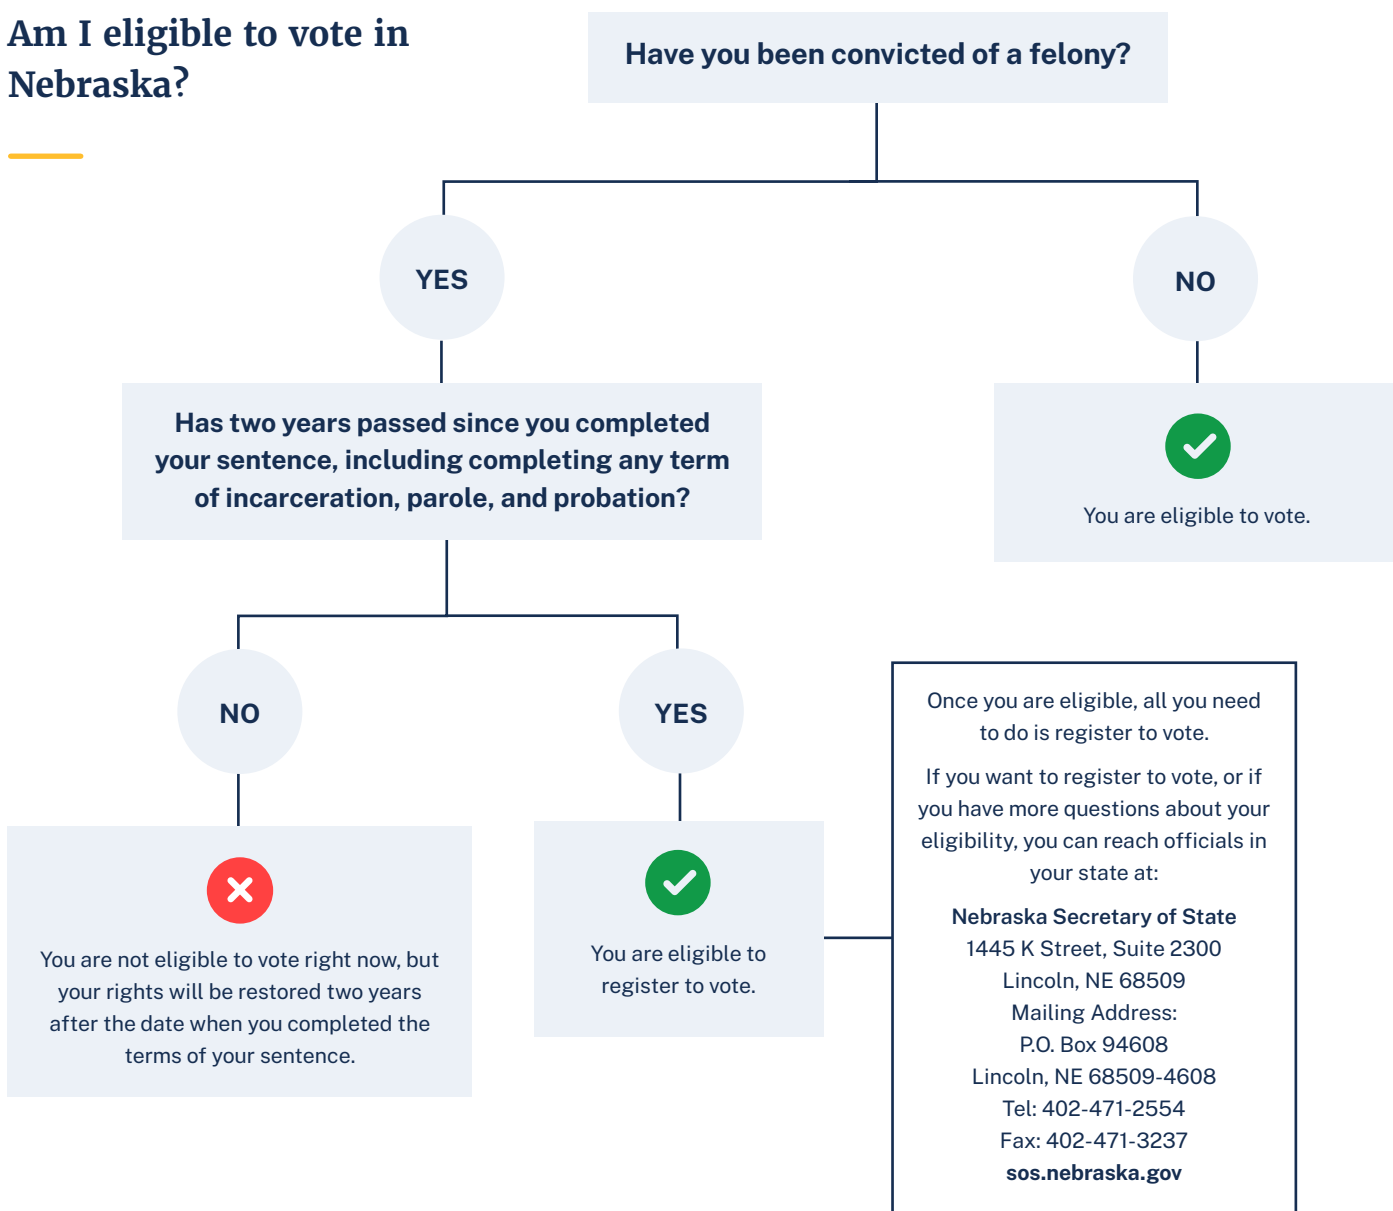 Am I eligible to vote in
Nebraska?
Have you been convicted of a felony?
YES
NO
Has two years passed since you completed
your sentence, including completing any term
of incarceration, parole, and probation?
You are eligible to vote.
NO
YES
You are not eligible to vote right now, but
your rights will be restored two years
after the date when you completed the
terms of your sentence.
You are eligible to
register to vote.
Once you are eligible, all you need
to do is register to vote.
If you want to register to vote, or if
you have more questions about your
eligibility, you can reach officials in
your state at:
Nebraska Secretary of State
1445 K Street, Suite 2300
Lincoln, NE 68509
Mailing Address:
P.O. Box 94608
Lincoln, NE 68509-4608
Tel: 402-471-2554
Fax: 402-471-3237
sos.nebraska.gov